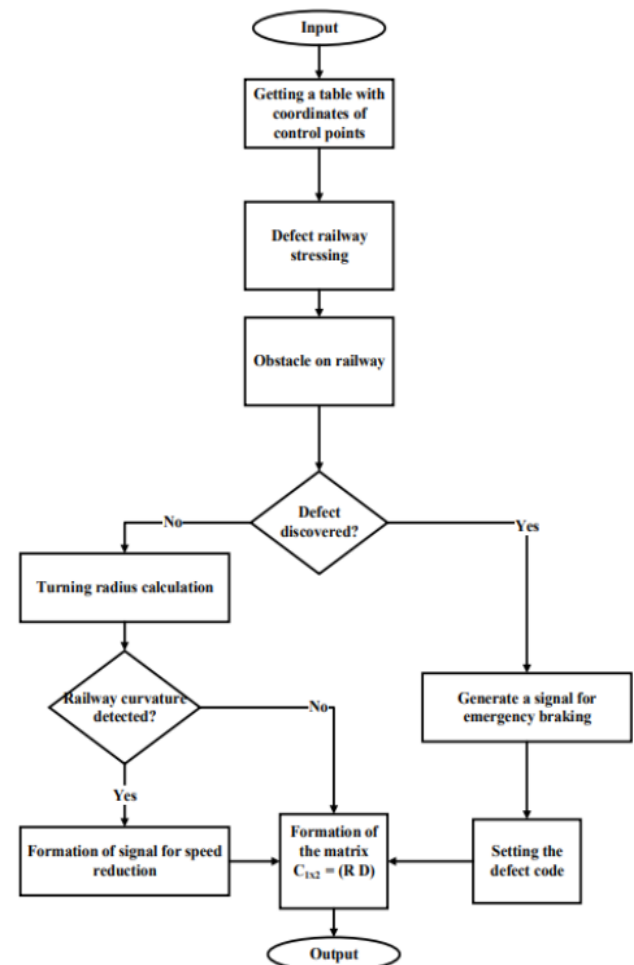 Input
Getting a table with
coordinates of
control points
Defect railway
stressing
Obstacle on railway
Defect
discovered?
No
Yes
Turning radius calculation
Railway curvature
detected?
No
Generate a signal for
emergency braking
Yes
Formation of signal for speed
reduction
Formation of
the matrix
C₁ₓ₂ = (R D)
Setting the
defect code
Output